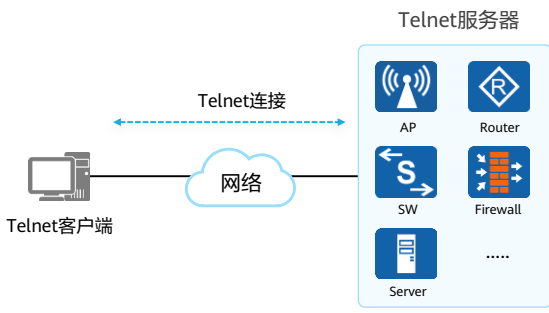 Telnet服务器
Telnet连接
AP
Router
R
网络
S
SW
Firewall
Telnet客户端
Server
.....